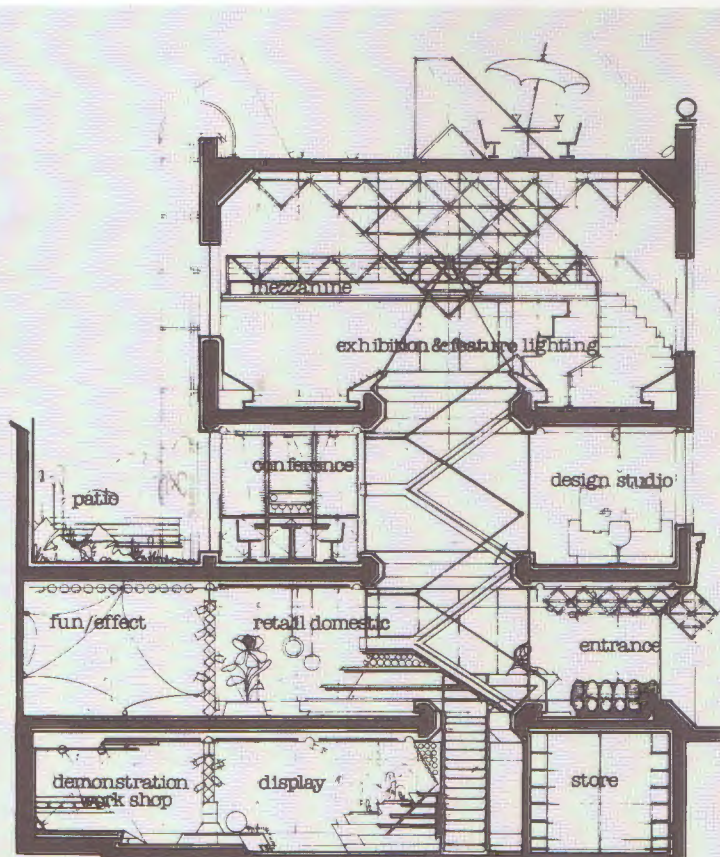 mezzanine
exhibition & feature lighting
conference
design studio
patio
fun/effect
retail domestic
entrance
demonstration
work shop
display
store